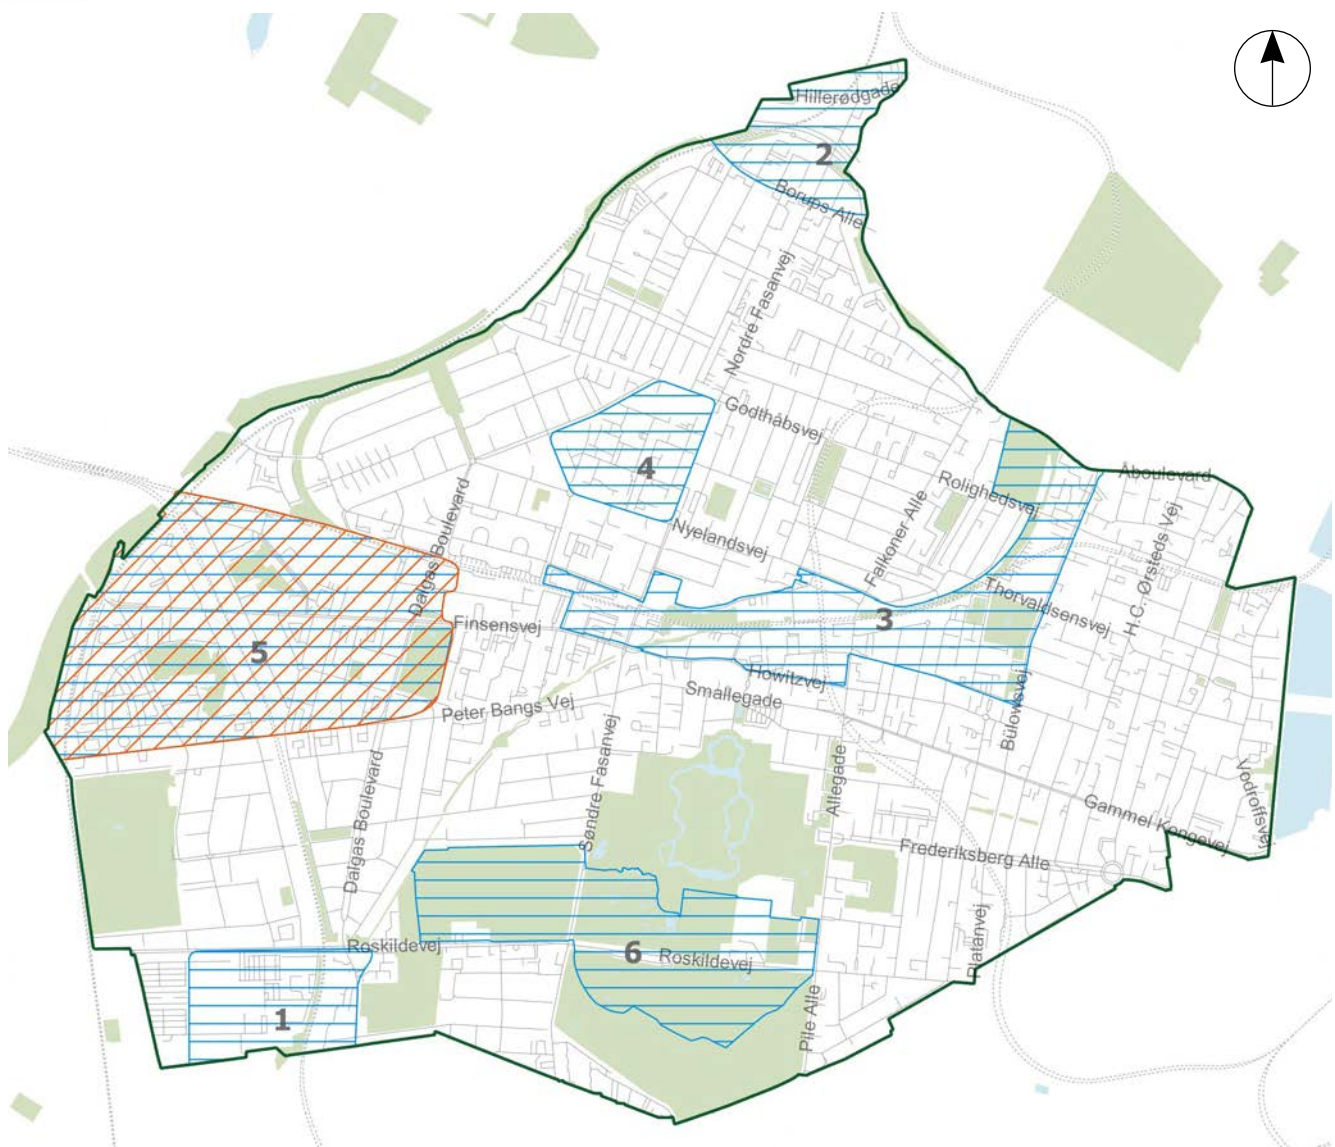 Hillerødgade
2
Borups Alle
Nordre Fasanvej
Godthåbsvej
4
Rolighedsvej
Åboulevard
Dalgas Boulevard
Nyelandsvej
Falkoner Alle
H.C. Ørsteds Vej
Thorvaldsensvej
3
Finsensvej
5
Howitzvej
Smallegade
Peter Bangs Vej
Bülowsvej
Søndre Fasanvej
Allegade
Vodroffsvej
Dalgas Boulevard
Gammel Kongevej
Frederiksberg Alle
Platanvej
Roskildevej
6
Roskildevej
Pile Alle
1